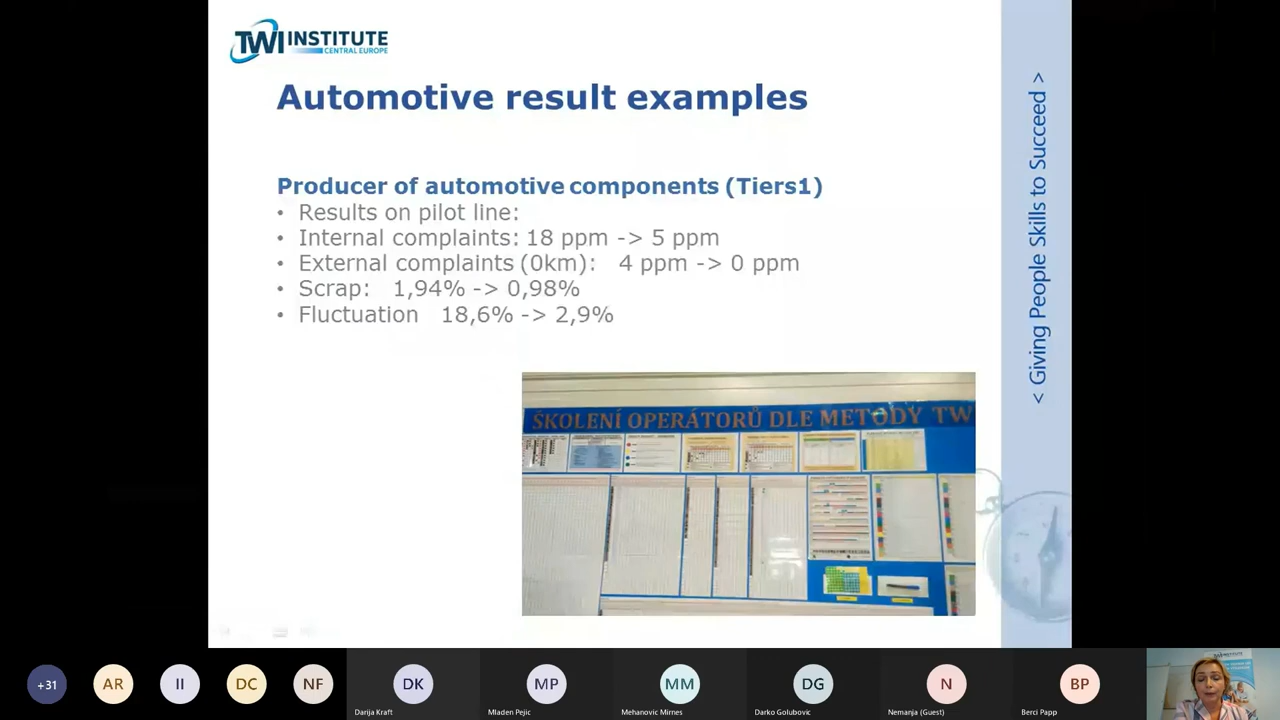 TWI INSTITUTE
CENTRAL EUROPE
Automotive result examples
Producer of automotive components (Tiers1)
• Results on pilot line:
• Internal complaints: 18 ppm -> 5 ppm
• External complaints (0km): 4 ppm -> 0 ppm
• Scrap: 1,94% -> 0,98%
• Fluctuation 18,6% -> 2,9%
< Giving People Skills to Succeed >
ŠKOLENÍ OPERÁTORŮ DLE METODY TW
+31
AR
II
DC
NF
DK
MP
MM
DG
N
BP
Darija Kraft
Mladen Pejic
Mehanovic Mirnes
Darko Golubovic
Nemanja (Guest)
Berci Papp